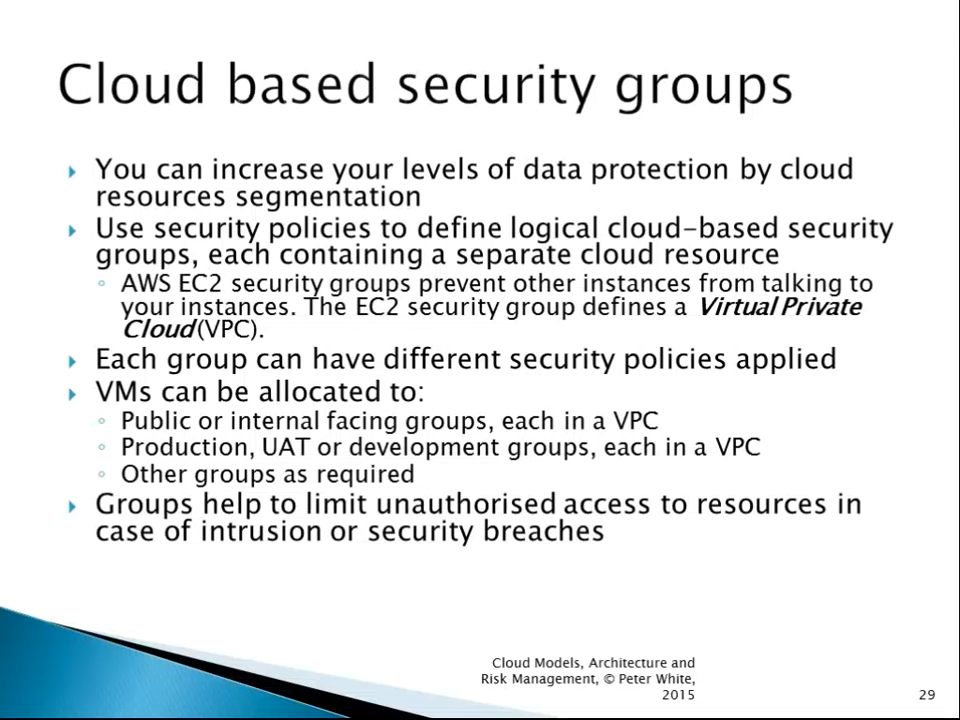 Cloud based security groups
You can increase your levels of data protection by cloud
resources segmentation
Use security policies to define logical cloud-based security
groups, each containing a separate cloud resource
AWS EC2 security groups prevent other instances from talking to
your instances. The EC2 security group defines a Virtual Private
Cloud(VPC).
Each group can have different security policies applied
VMs can be allocated to:
Public or internal facing groups, each in a VPC
Production, UAT or development groups, each in a VPC
Other groups as required
Groups help to limit unauthorised access to resources in
case of intrusion or security breaches
Cloud Models, Architecture and
Risk Management, © Peter White,
2015
29